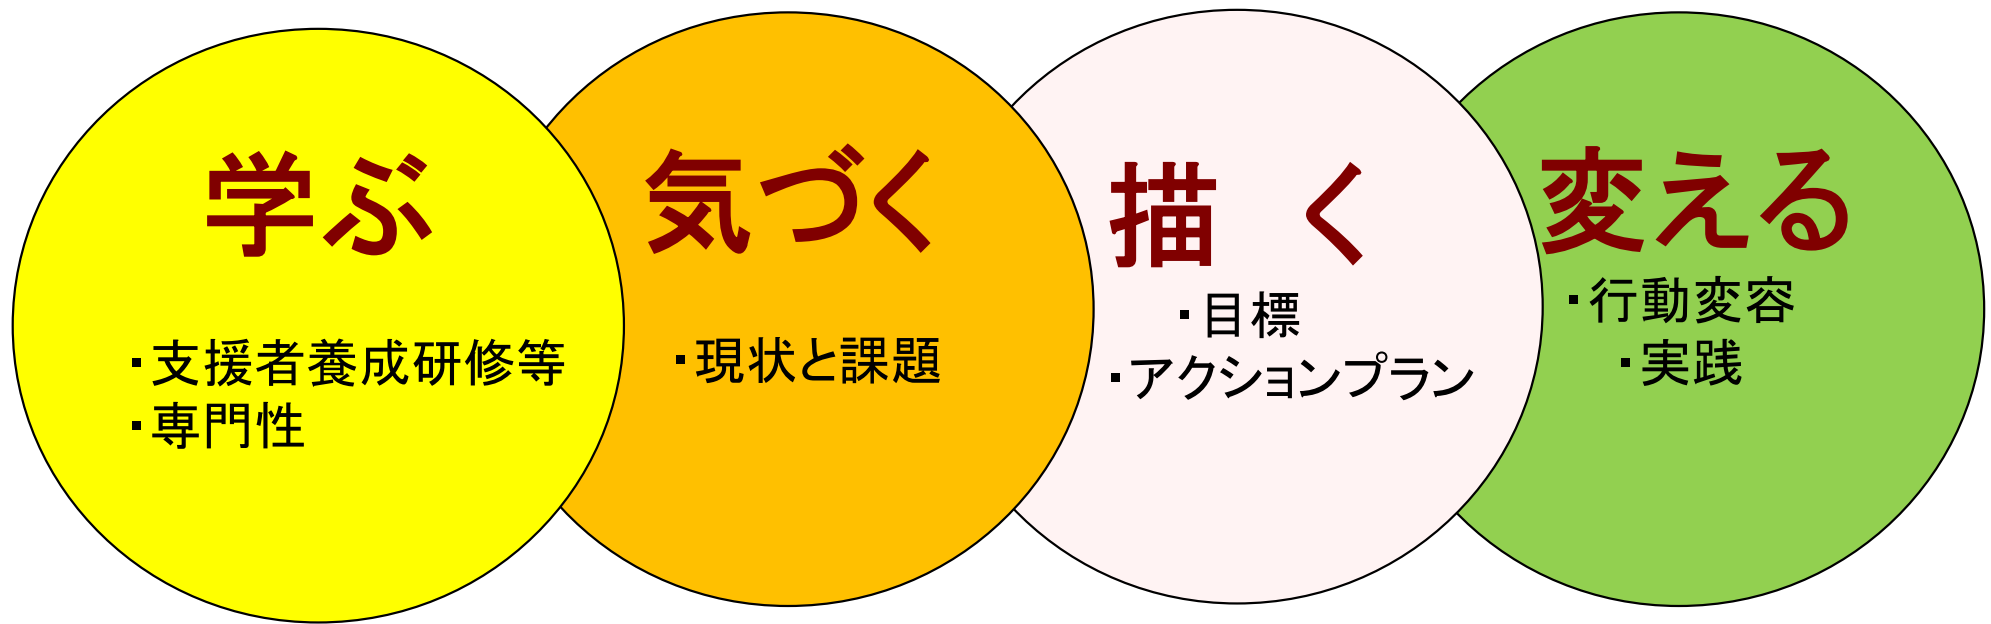 学ぶ
・支援者養成研修等
・専門性
気づく
・現状と課題
描　く
・目標
・アクションプラン
変える
・行動変容
・実践